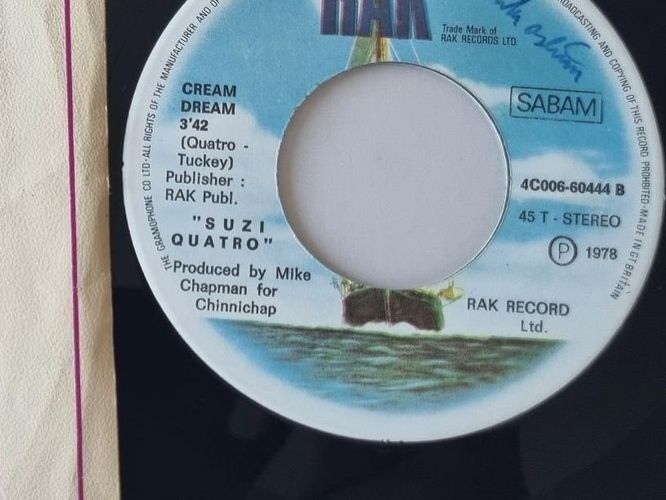 RAK
Trade Mark of
RAK RECORDS LTD.
CREAM
DREAM
3'42
(Quatro -
Tuckey)
Publisher :
RAK Publ.
"SUZI
QUATRO"
Produced by Mike
Chapman for
Chinnichap
SABAM
4C006-60444 B
45 T - STEREO
P 1978
RAK RECORD
Ltd.
THE GRAMOPHONE CO LTD·ALL RIGHTS OF THE MANUFACTURER AND
BROADCASTING AND COPYING OF THIS RECORD PROHIBITED·MADE IN GT BRITAIN